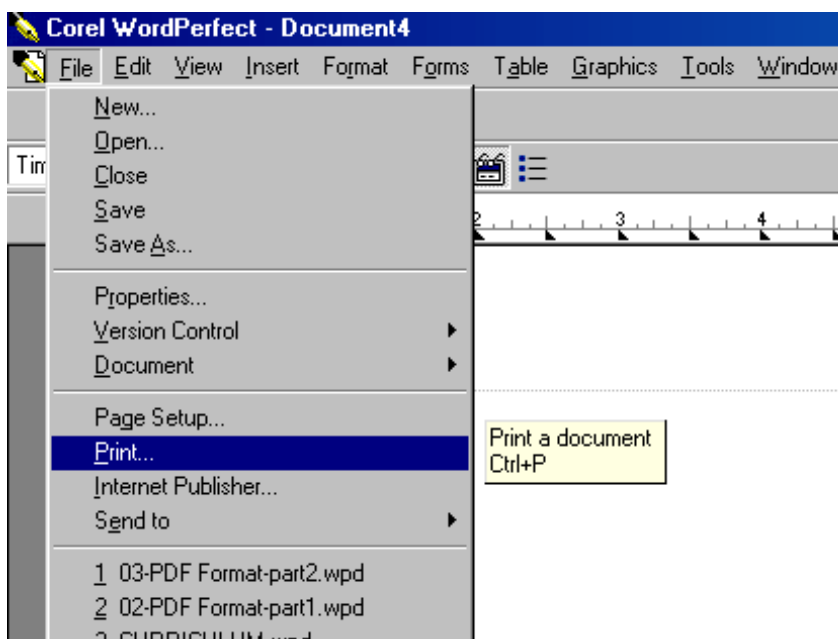 Corel WordPerfect - Document4
File Edit View Insert Format Forms Table Graphics Tools Window
New...
Open...
Close
Save
Save As...
2 3 4
Properties...
Version Control
Document
Page Setup...
Print...
Print a document
Ctrl+P
Internet Publisher...
Send to
1 03-PDF Format-part2.wpd
2 02-PDF Format-part1.wpd